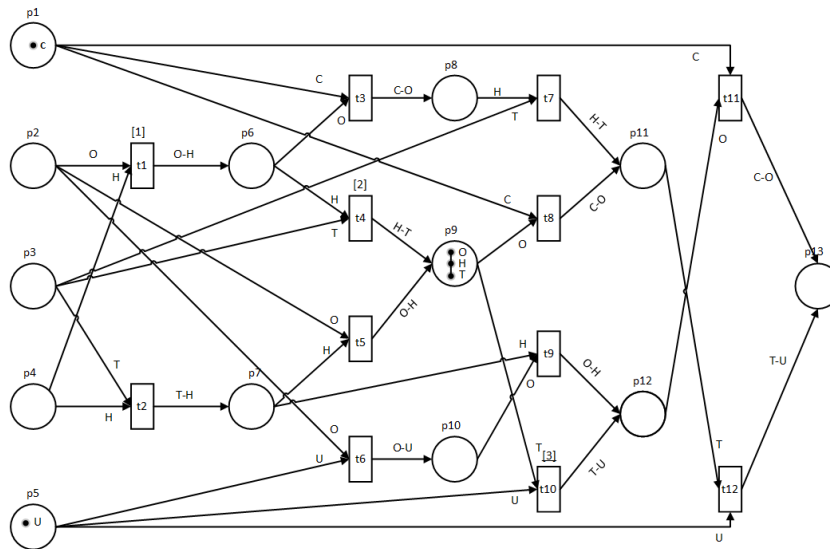 p1
c
C
C
p8
t3
C-O
H
t7
t11
O
T
O
H-T
p2
[1]
p6
p11
O
t1
O-H
H
C-O
[2]
H
t4
T
C
t8
O
C-O
p3
H-T
p9
O
H
T
p13
O
t5
H
O-H
H
t9
O
O-H
T-U
p4
T
p7
p12
H
t2
T-H
O
t6
U
O-U
p10
T
[3]
t10
U
T-U
T
t12
U
p5
U